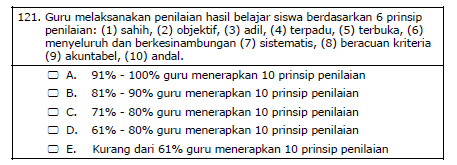 121. Guru melaksanakan penilaian hasil belajar siswa berdasarkan 6 prinsip
penilaian: (1) sahih, (2) objektif, (3) adil, (4) terpadu, (5) terbuka, (6)
menyeluruh dan berkesinambungan (7) sistematis, (8) beracuan kriteria
(9) akuntabel, (10) andal.
A. 91% - 100% guru menerapkan 10 prinsip penilaian
B. 81% - 90% guru menerapkan 10 prinsip penilaian
C. 71% - 80% guru menerapkan 10 prinsip penilaian
D. 61% - 80% guru menerapkan 10 prinsip penilaian
E. Kurang dari 61% guru menerapkan 10 prinsip penilaian